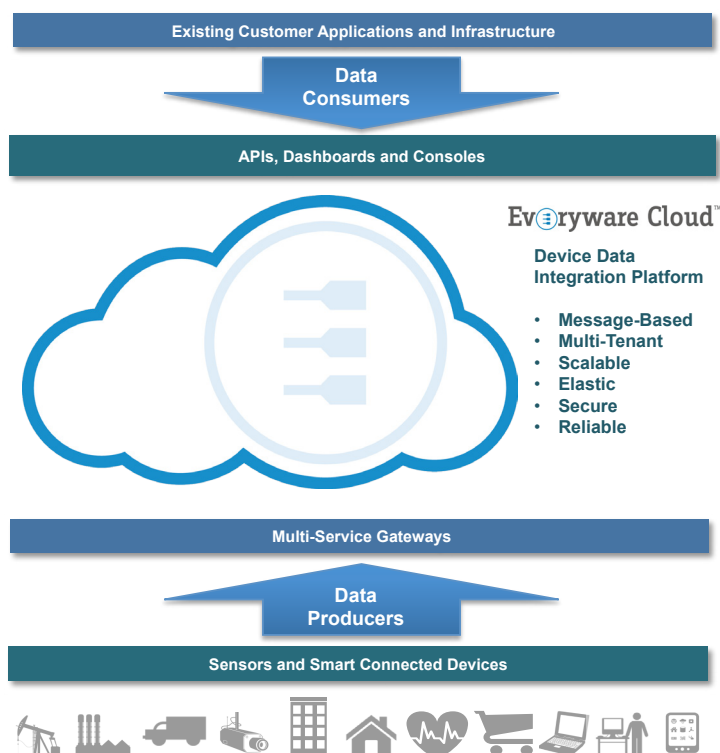 Existing Customer Applications and Infrastructure
Data
Consumers
APIs, Dashboards and Consoles
Everyware Cloud™
Device Data
Integration Platform
• Message-Based
• Multi-Tenant
• Scalable
• Elastic
• Secure
• Reliable
Multi-Service Gateways
Data
Producers
Sensors and Smart Connected Devices